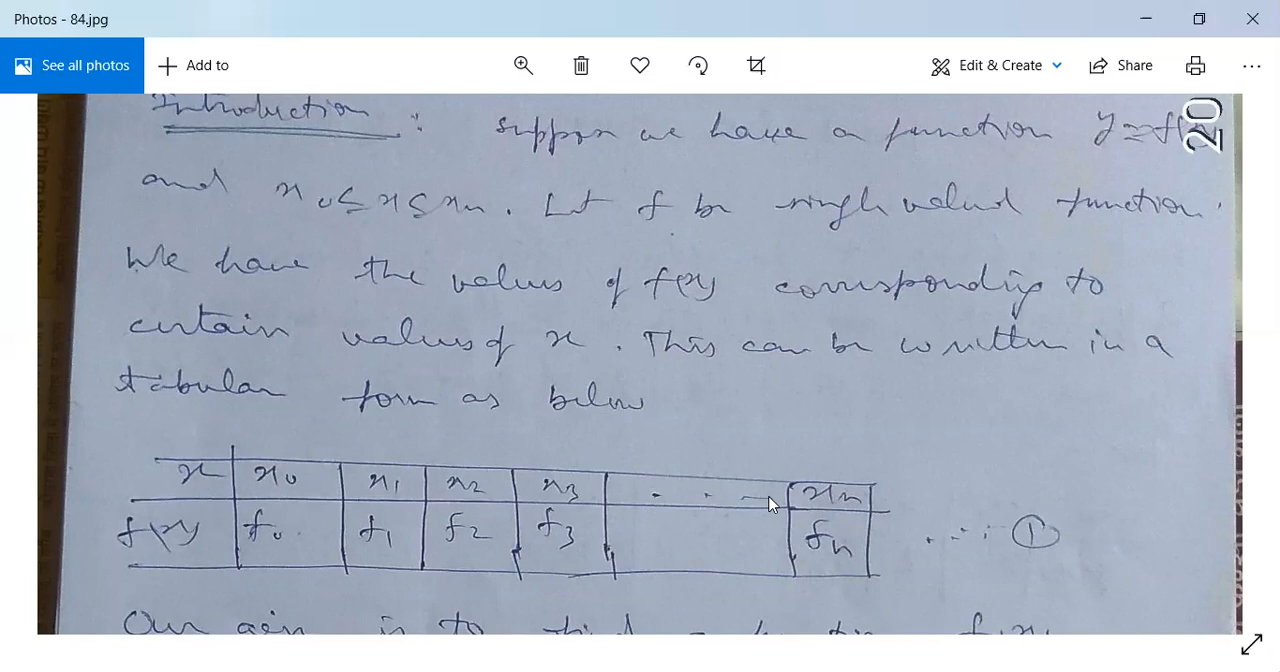 Photos - 84.jpg
See all photos
Add to
Edit & Create
Share
20
Introduction : Suppose we have a function y = f(x)
and x₀ ≤ x ≤ xₙ. Let f be single valued function.
We have the values of f(x) corresponding to
certain values of x. This can be written in a
tabular form as below
x x₀ x₁ x₂ x₃ . . - xₙ
f(x) f₀ f₁ f₂ f₃ fₙ ... ①
Our aim is to find a function